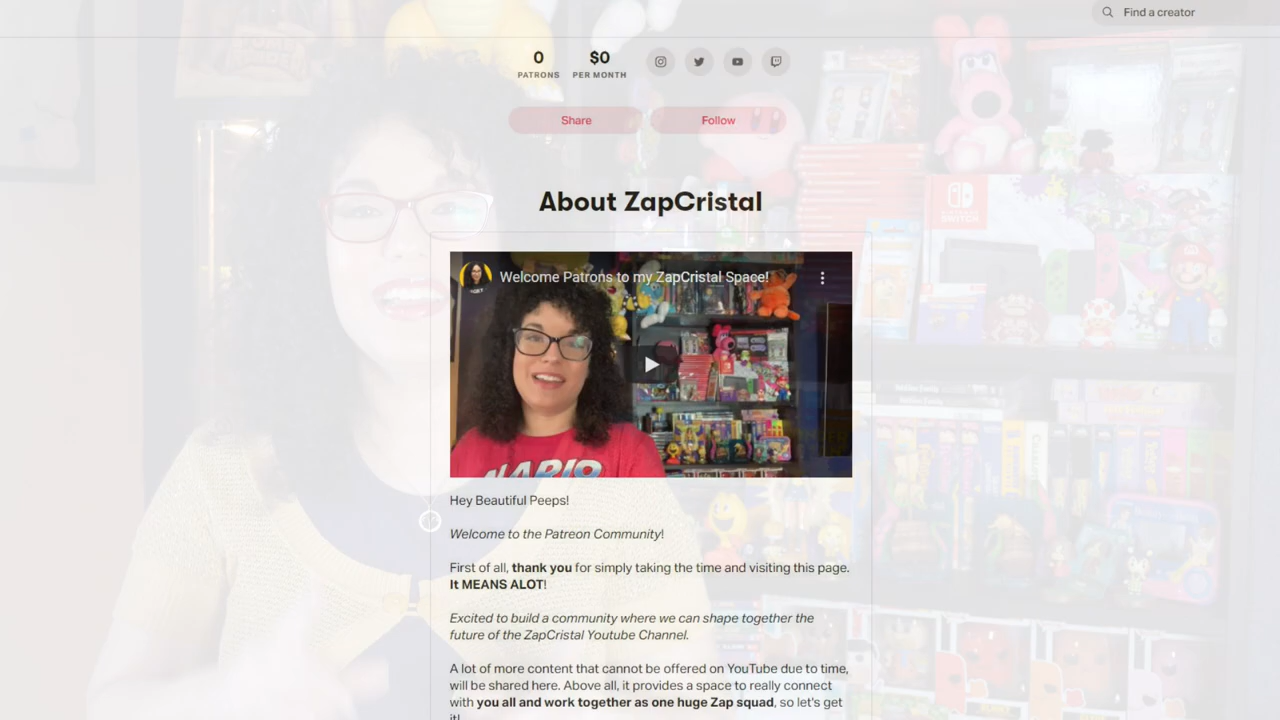 Find a creator
0 $0
PATRONS PER MONTH
Share Follow
About ZapCristal
Welcome Patrons to my ZapCristal Space!
MARIO
Hey Beautiful Peeps!
Welcome to the Patreon Community!
First of all, thank you for simply taking the time and visiting this page.
It MEANS ALOT!
Excited to build a community where we can shape together the
future of the ZapCristal Youtube Channel.
A lot of more content that cannot be offered on YouTube due to time,
will be shared here. Above all, it provides a space to really connect
with you all and work together as one huge Zap squad, so let's get
it!
NINTENDO
SWITCH